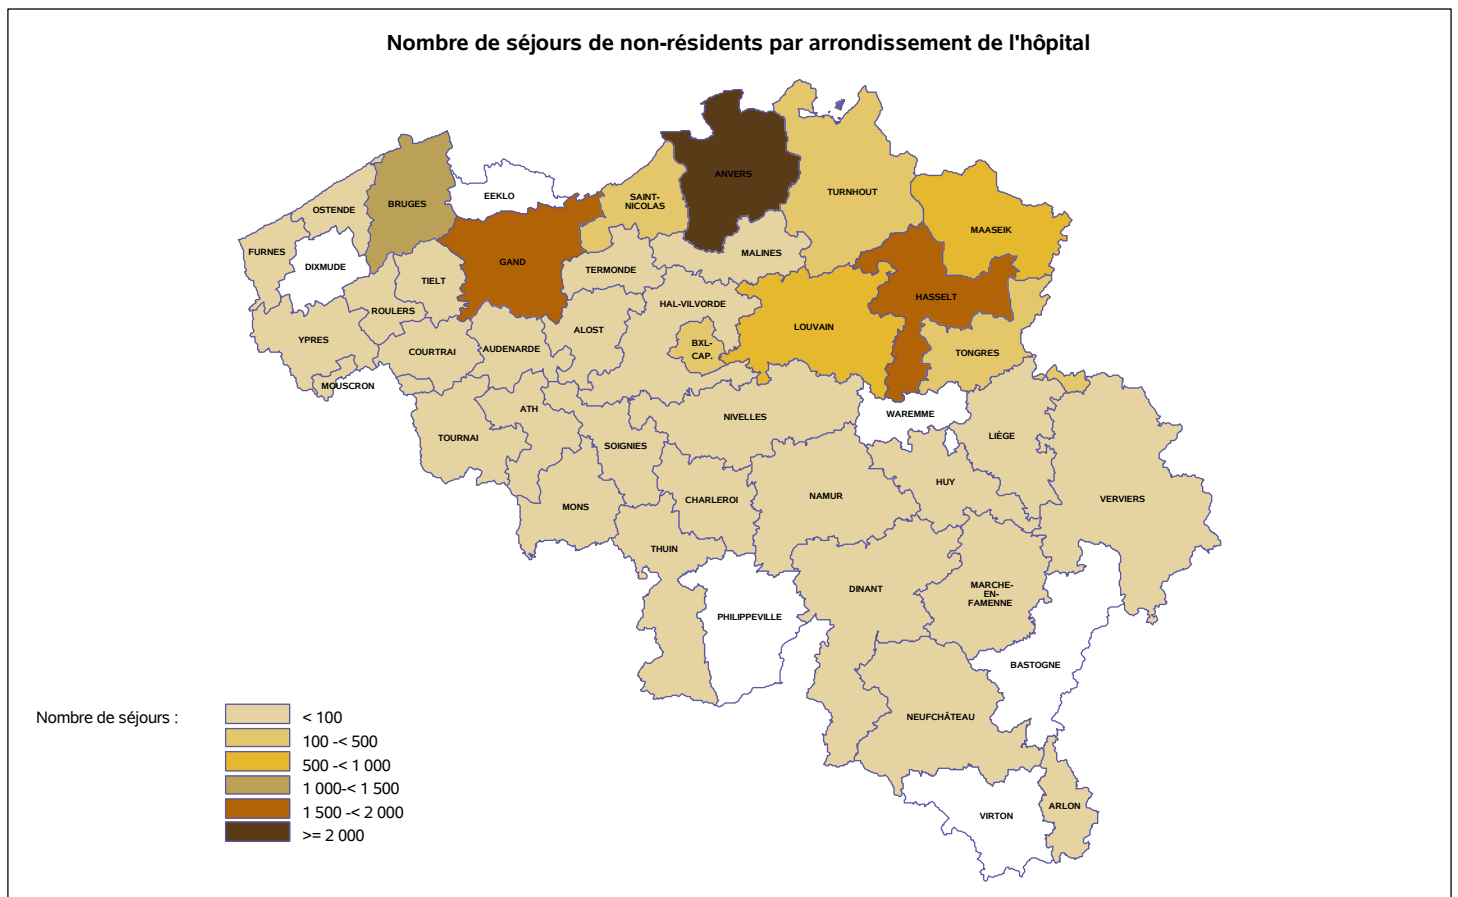 Nombre de séjours de non-résidents par arrondissement de l'hôpital
ANVERS
TURNHOUT
EEKLO
SAINT-
NICOLAS
BRUGES
OSTENDE
MAASEIK
FURNES
DIXMUDE
GAND
MALINES
TERMONDE
TIELT
HASSELT
HAL-VILVORDE
ROULERS
LOUVAIN
ALOST
YPRES
BXL-
CAP.
COURTRAI
AUDENARDE
TONGRES
MOUSCRON
ATH
WAREMME
NIVELLES
TOURNAI
SOIGNIES
LIÈGE
HUY
NAMUR
CHARLEROI
VERVIERS
MONS
THUIN
DINANT
MARCHE-
EN-
FAMENNE
PHILIPPEVILLE
BASTOGNE
NEUFCHÂTEAU
ARLON
VIRTON
Nombre de séjours :
< 100
100 -< 500
500 -< 1 000
1 000-< 1 500
1 500 -< 2 000
>= 2 000